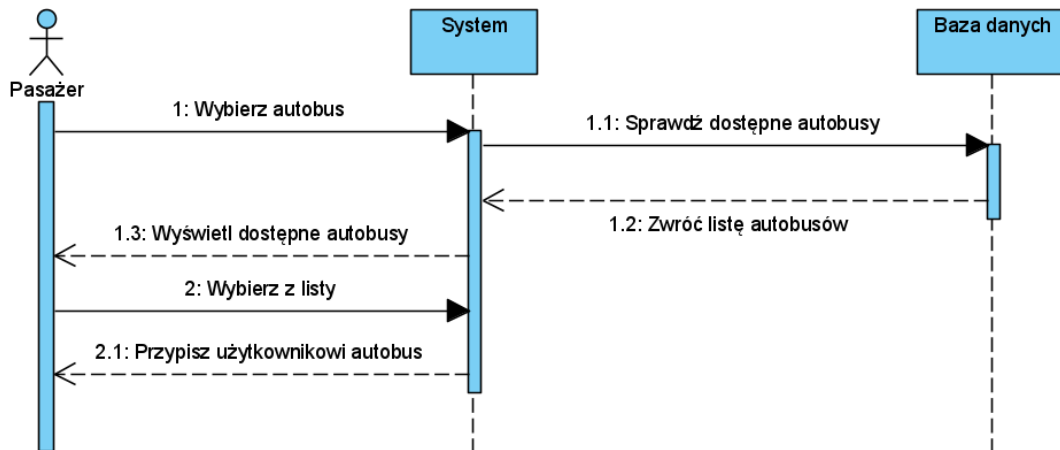 System
Baza danych
Pasażer
1: Wybierz autobus
1.1: Sprawdź dostępne autobusy
1.2: Zwróć listę autobusów
1.3: Wyświetl dostępne autobusy
2: Wybierz z listy
2.1: Przypisz użytkownikowi autobus